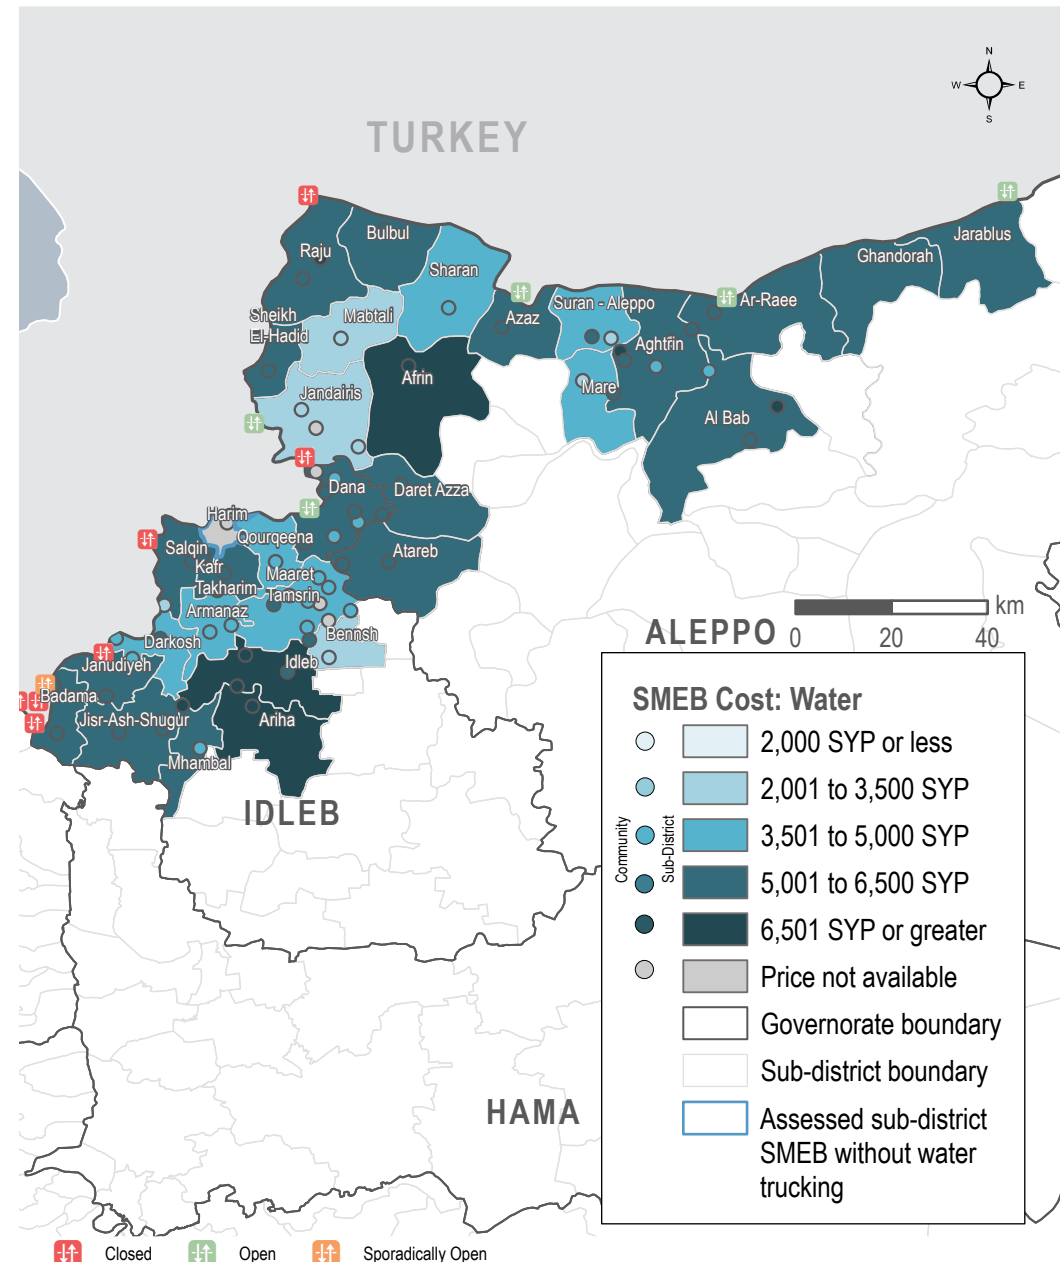 N
W E
S
TURKEY
Bulbul
Raju
Sharan
Jarablus
Ghandorah
Ar-Raee
Suran - Aleppo
Azaz
Sheikh
El-Hadid
Mabtali
Aghtrin
Afrin
Jandairis
Mare
Al Bab
Dana
Daret Azza
Harim
Qourqeena
Salqin
Atareb
Kafr
Takharim
Maaret
Tamsrin
Armanaz
Bennsh
Darkosh
Idleb
Janudiyeh
Badama
Jisr-Ash-Shugur
Ariha
Mhambal
IDLEB
ALEPPO
HAMA
km
0 20 40
SMEB Cost: Water
Community
Sub-District
2,000 SYP or less
2,001 to 3,500 SYP
3,501 to 5,000 SYP
5,001 to 6,500 SYP
6,501 SYP or greater
Price not available
Governorate boundary
Sub-district boundary
Assessed sub-district
SMEB without water
trucking
Closed Open Sporadically Open